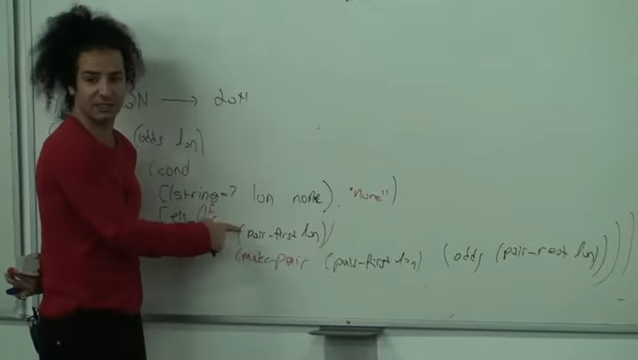 oN → loN
(odds lon)
(cond
[(string=? lon none). "none")
[els
(pair-first lon))
(make-pair (pair-first lon) (odds (pair-rest lon)))))